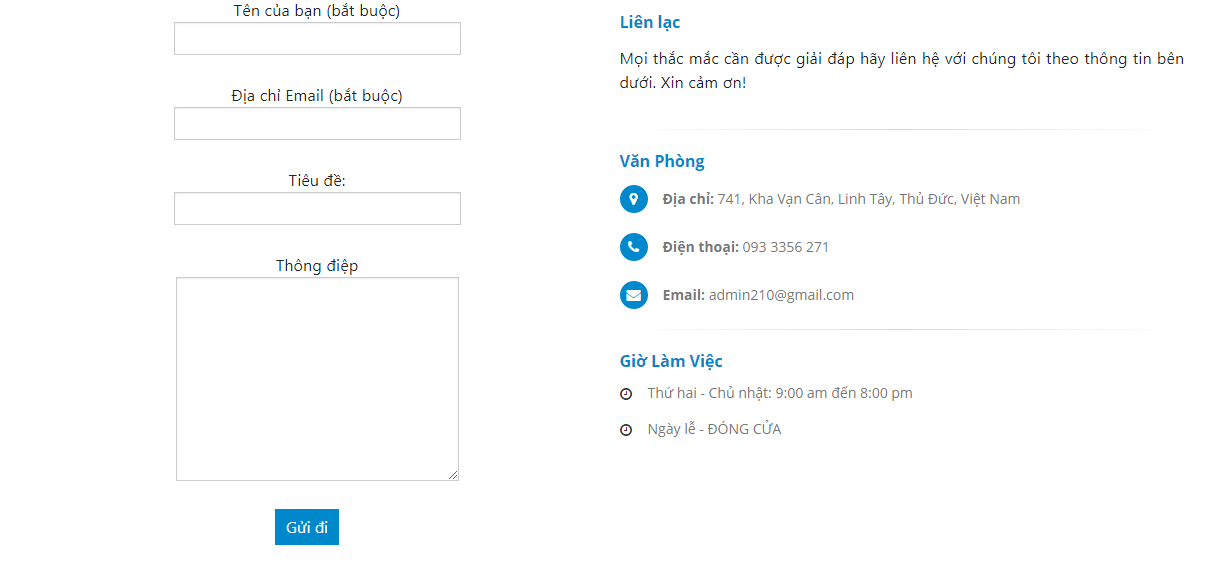 Tên của bạn (bắt buộc)
Địa chỉ Email (bắt buộc)
Tiêu đề:
Thông điệp
Gửi đi
Liên lạc
Mọi thắc mắc cần được giải đáp hãy liên hệ với chúng tôi theo thông tin bên
dưới. Xin cảm ơn!
Văn Phòng
Địa chỉ: 741, Kha Vạn Cân, Linh Tây, Thủ Đức, Việt Nam
Điện thoại: 093 3356 271
Email: admin210@gmail.com
Giờ Làm Việc
Thứ hai - Chủ nhật: 9:00 am đến 8:00 pm
Ngày lễ - ĐÓNG CỬA